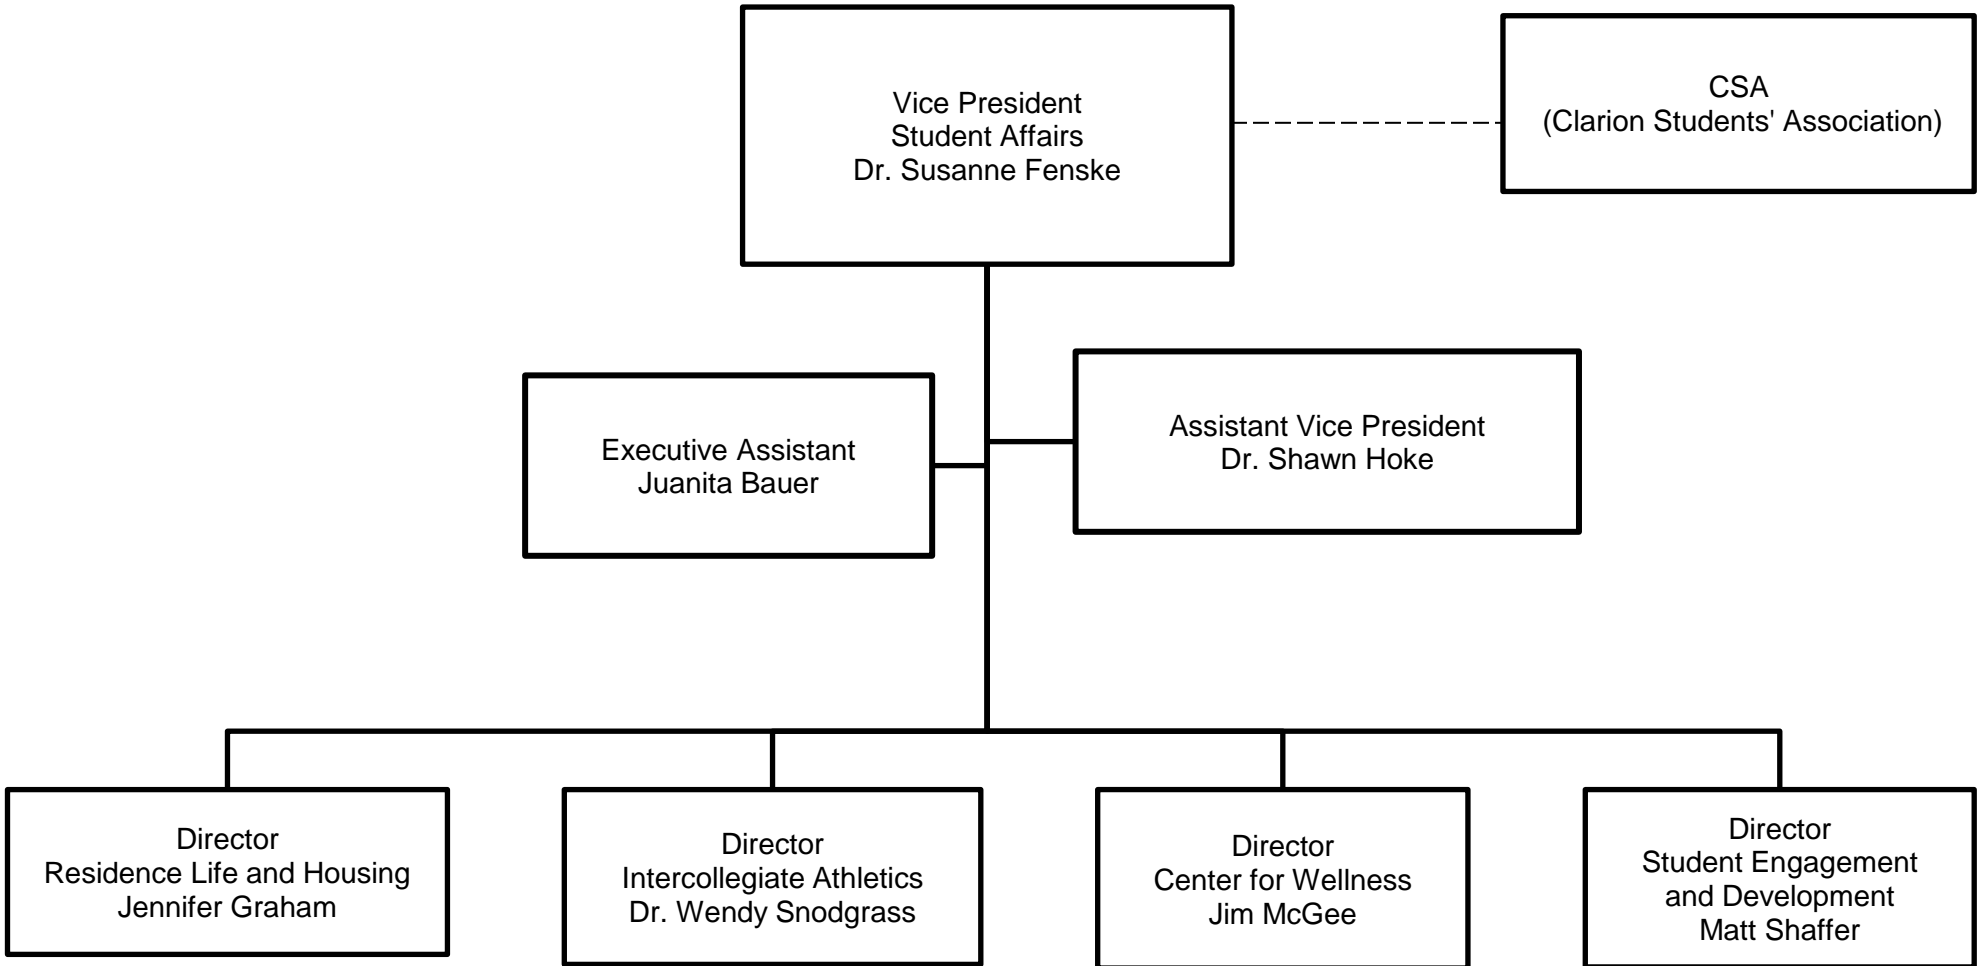 Vice President
Student Affairs
Dr. Susanne Fenske
CSA
(Clarion Students' Association)
Executive Assistant
Juanita Bauer
Assistant Vice President
Dr. Shawn Hoke
Director
Residence Life and Housing
Jennifer Graham
Director
Intercollegiate Athletics
Dr. Wendy Snodgrass
Director
Center for Wellness
Jim McGee
Director
Student Engagement
and Development
Matt Shaffer